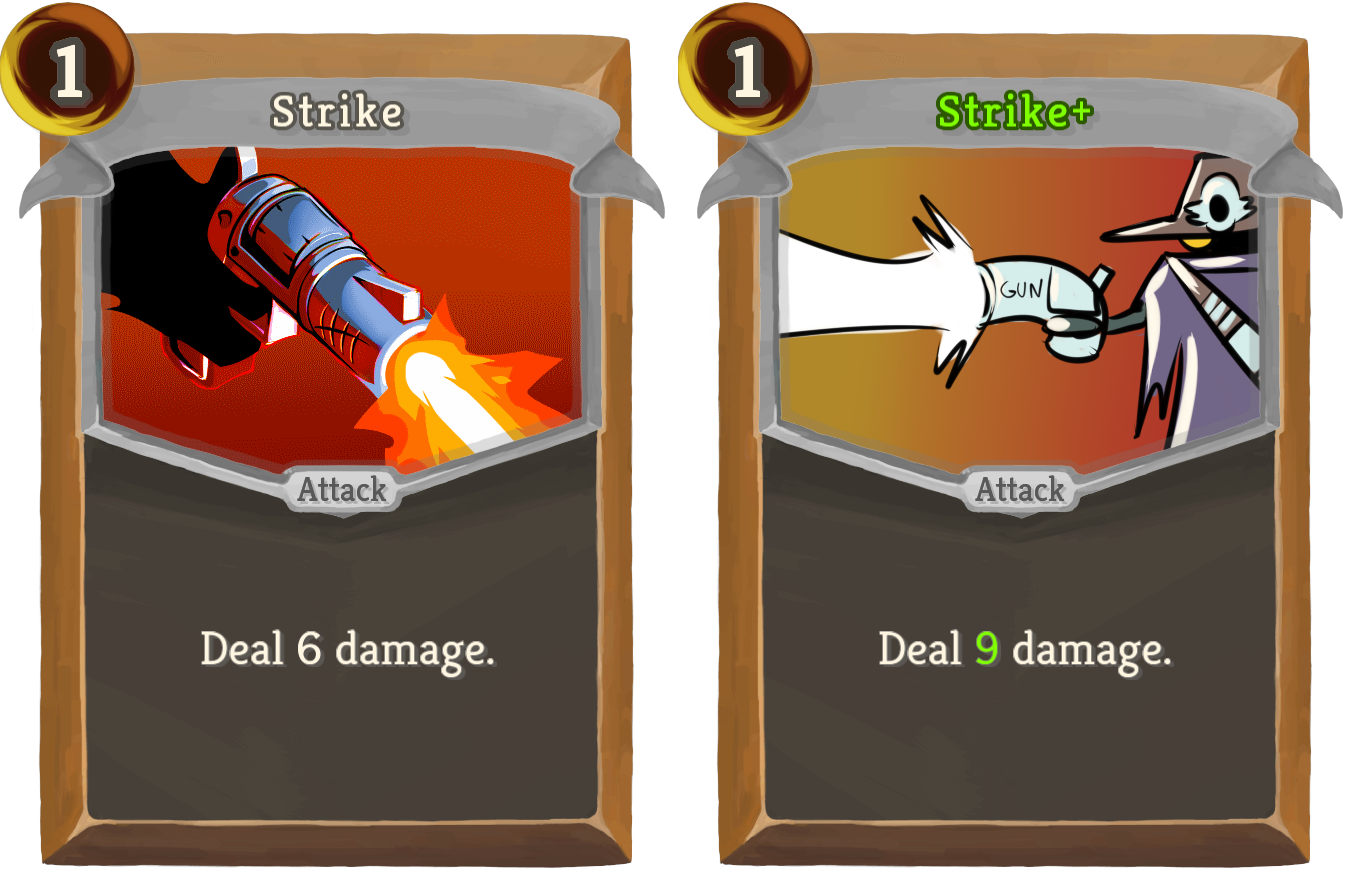 1
Strike
Attack
Deal 6 damage.
1
Strike+
GUN
Attack
Deal 9 damage.